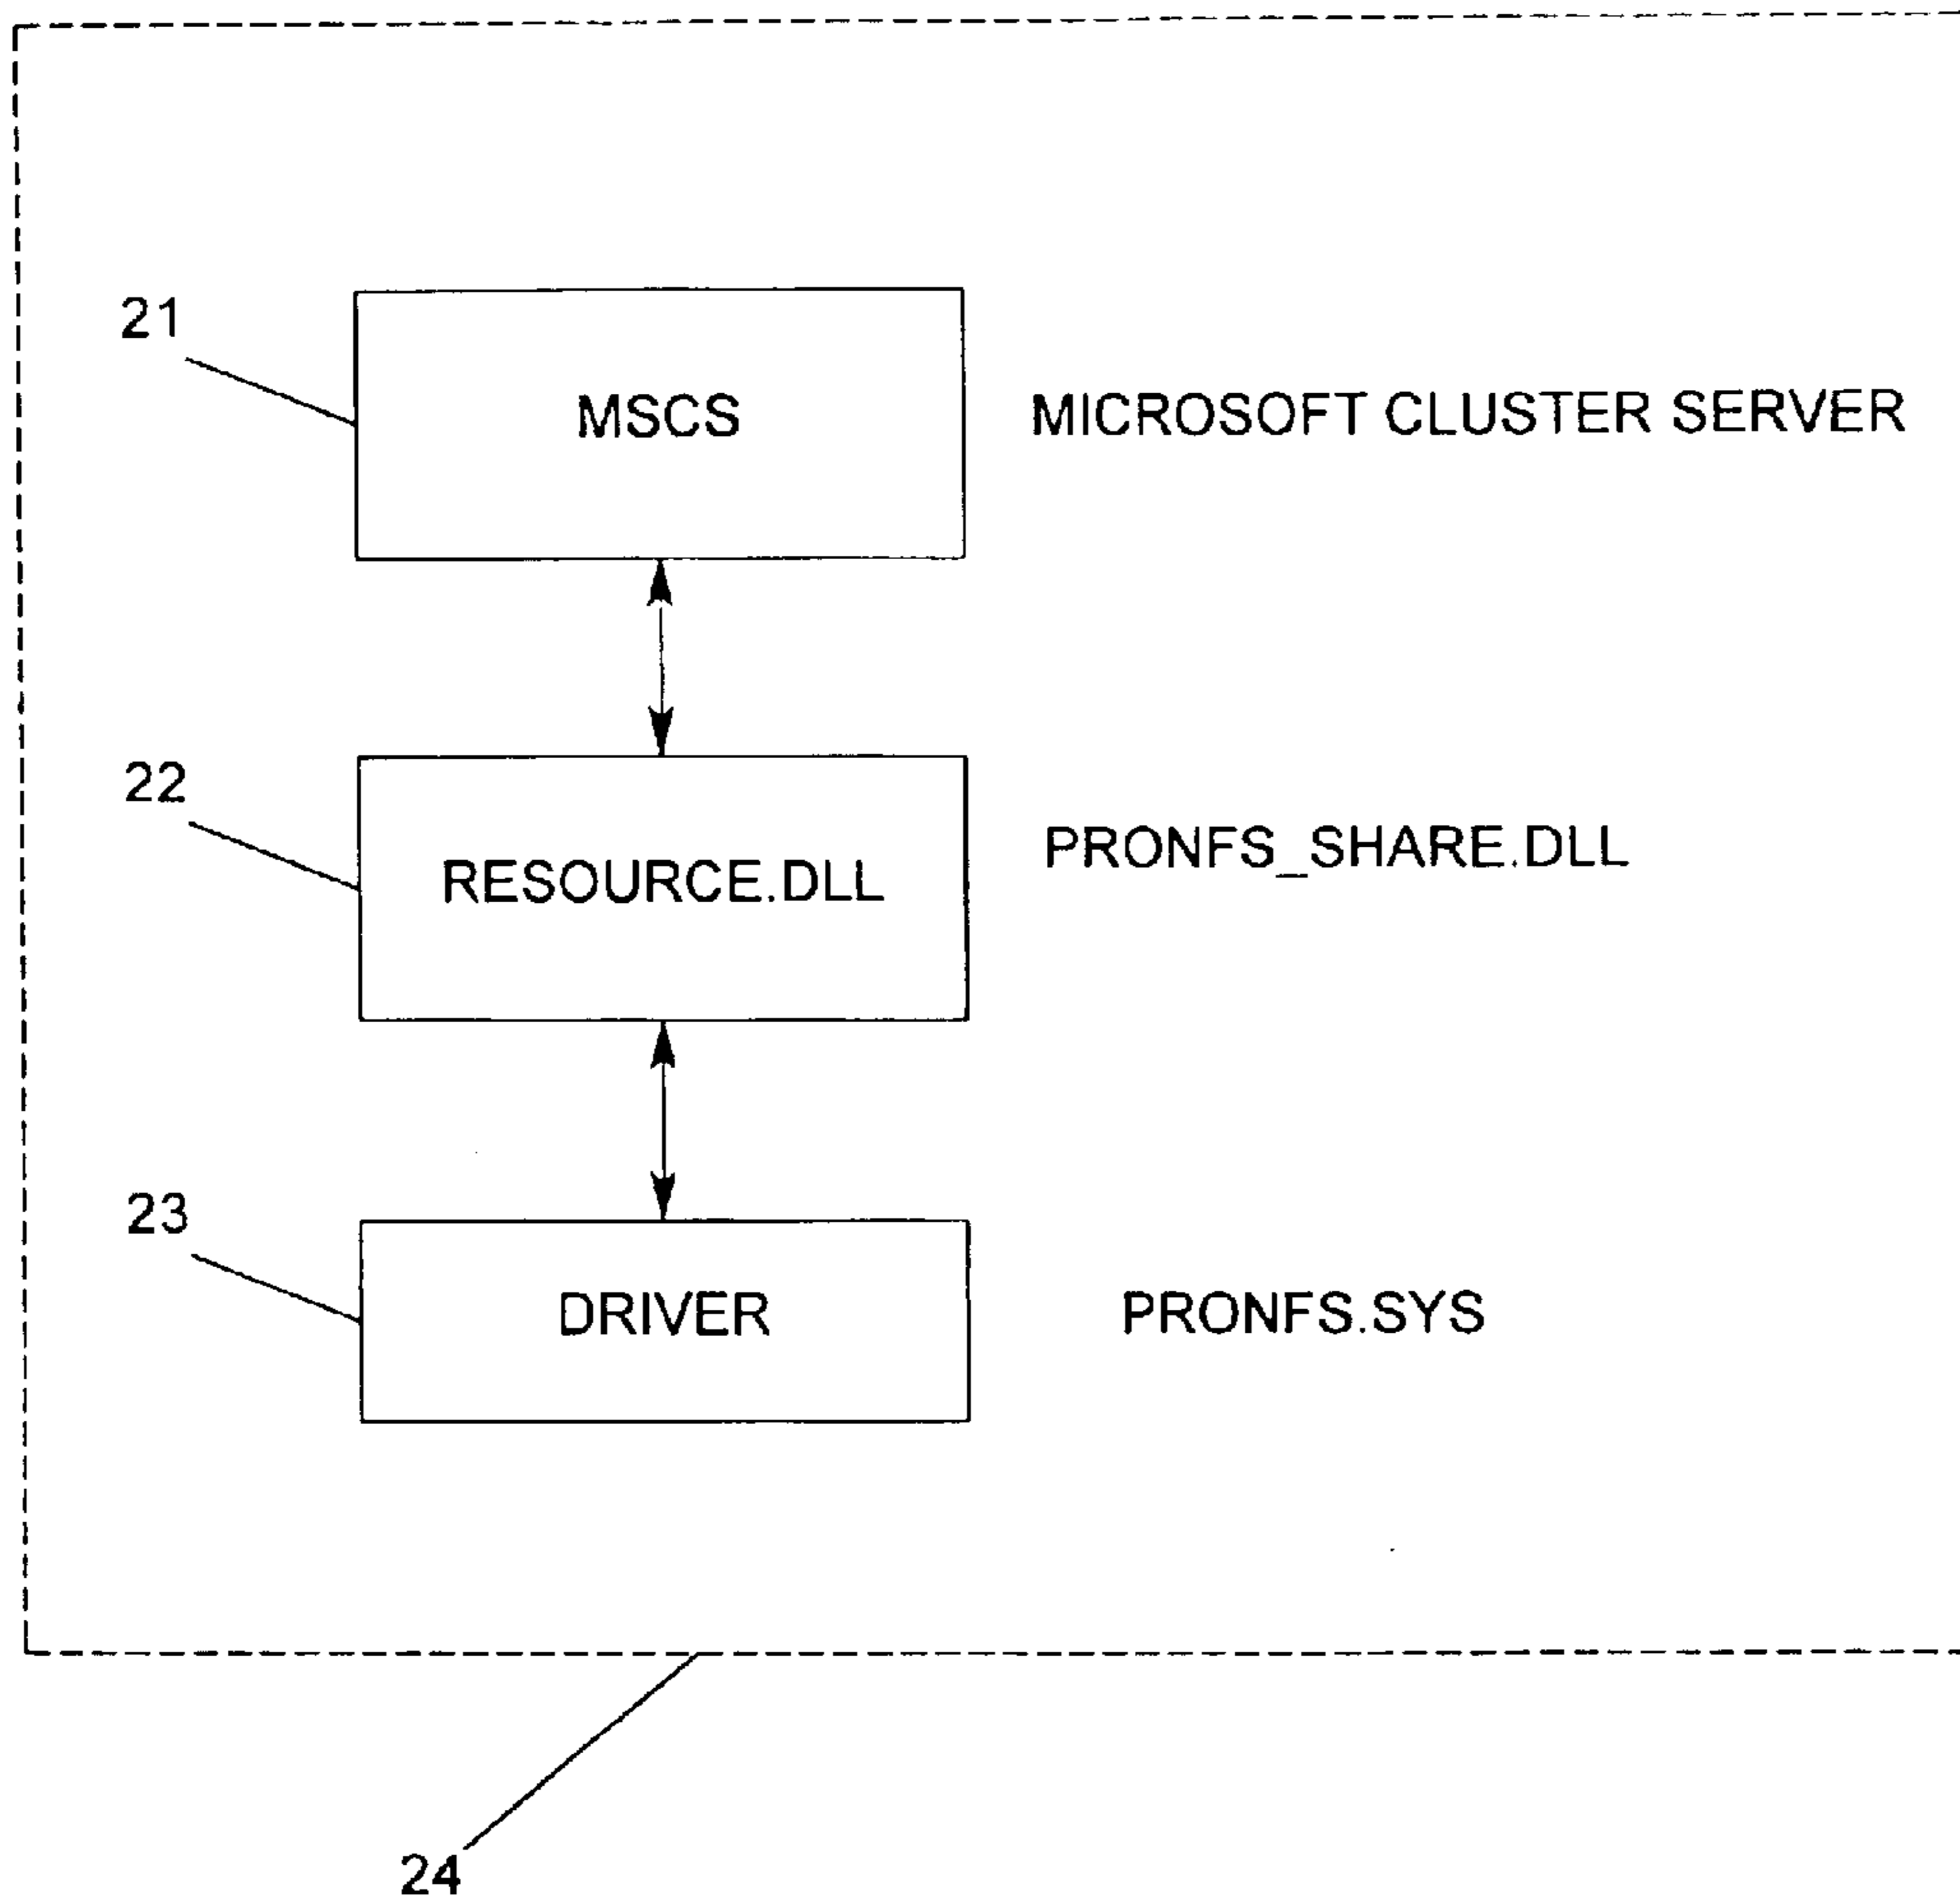 21
MSCS
MICROSOFT CLUSTER SERVER
22
RESOURCE.DLL
PRONFS_SHARE.DLL
23
DRIVER
PRONFS.SYS
24